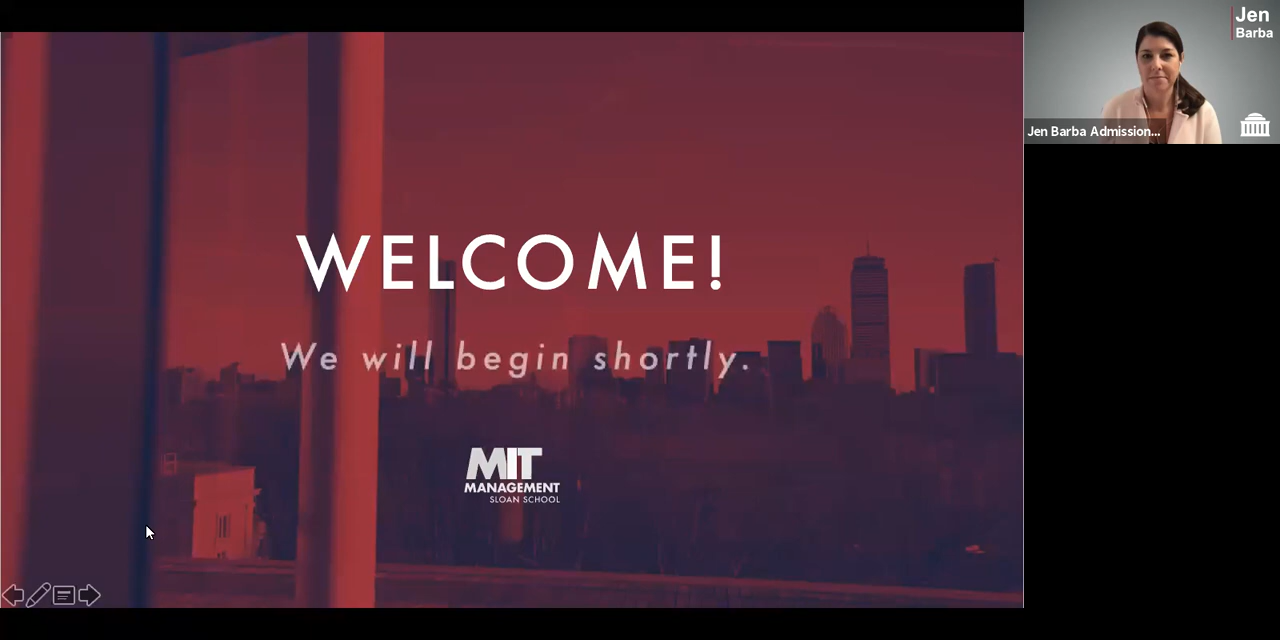 WELCOME!
We will begin shortly.
MIT
MANAGEMENT
SLOAN SCHOOL
Jen
Barba
Jen Barba Admission...